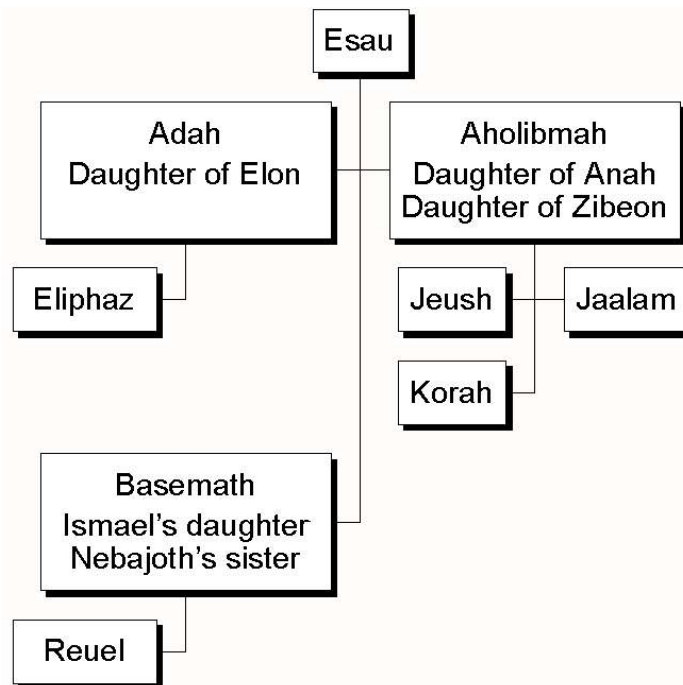 Esau
Adah
Daughter of Elon
Aholibmah
Daughter of Anah
Daughter of Zibeon
Eliphaz
Jeush
Jaalam
Korah
Basemath
Ismael's daughter
Nebajoth's sister
Reuel